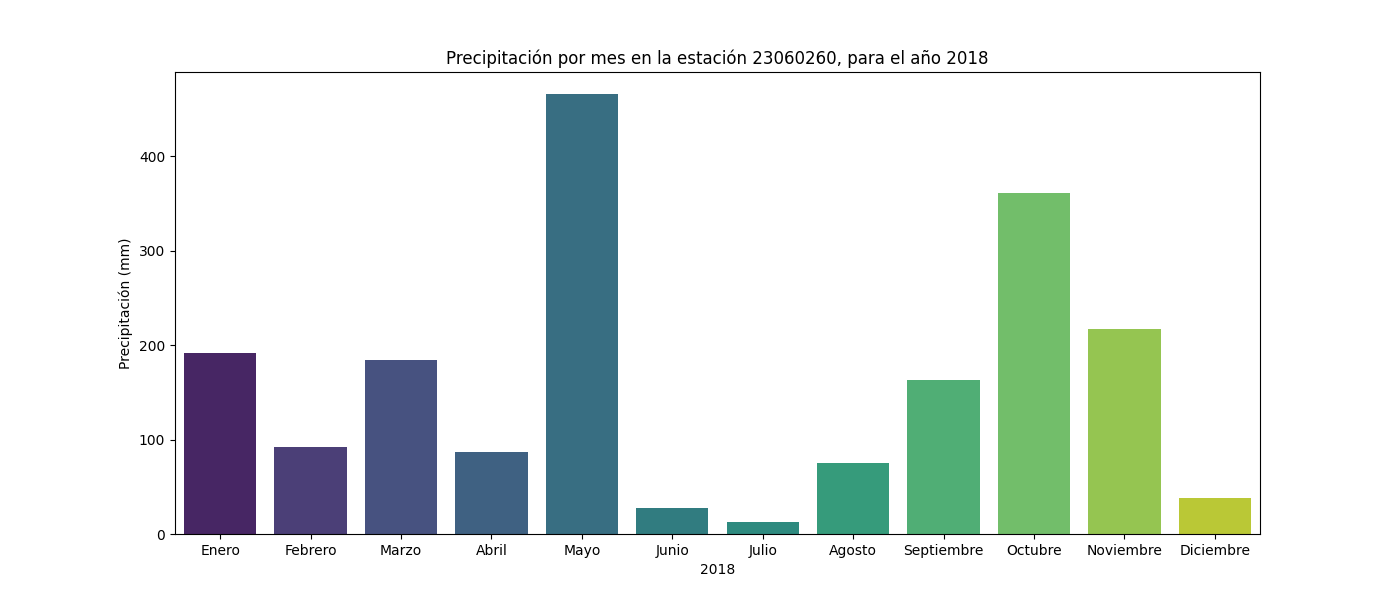 Precipitación por mes en la estación 23060260, para el año 2018
Precipitación (mm)
400
300
200
100
0
Enero Febrero Marzo Abril Mayo Junio Julio Agosto Septiembre Octubre Noviembre Diciembre
2018